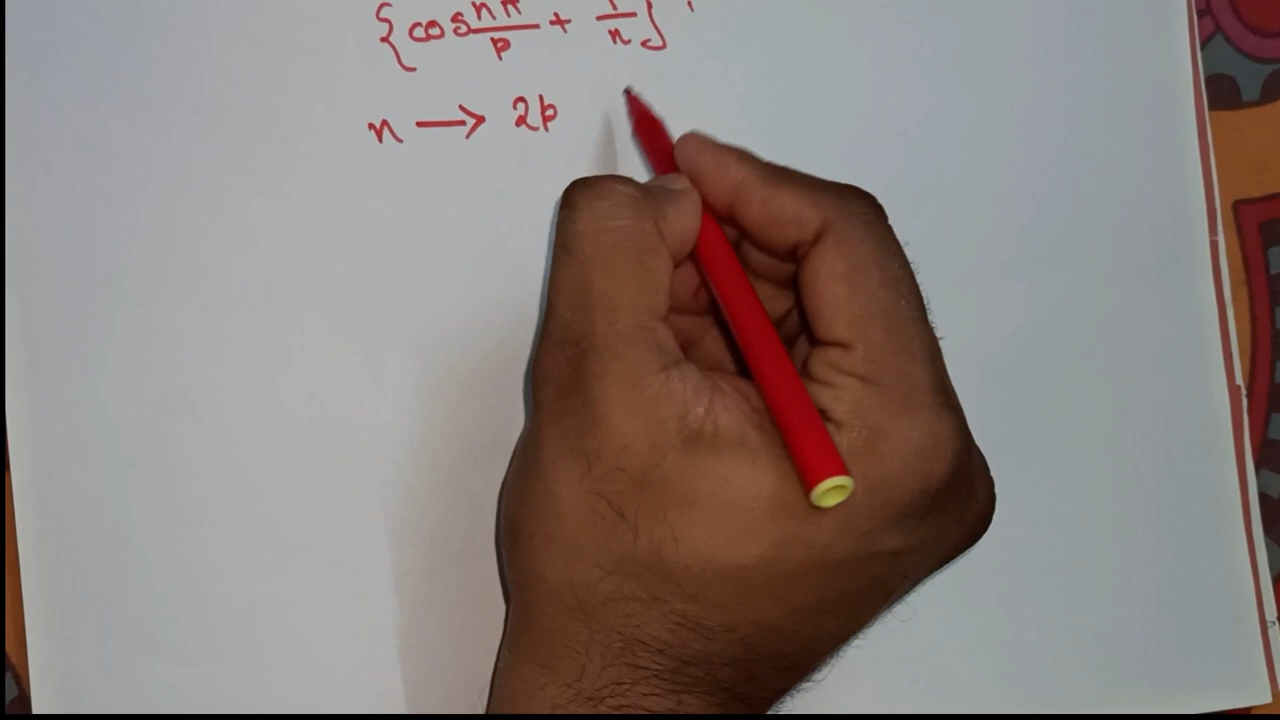 {cos nπ/p + 1/n}
n → 2p